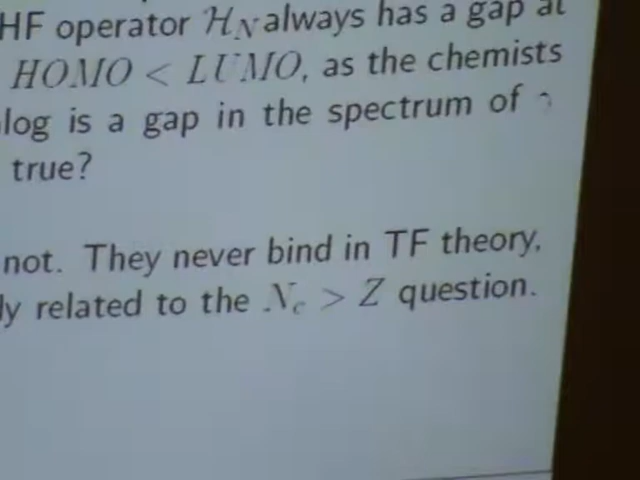 HF operator H_N always has a gap at
HOMO < LUMO, as the chemists
log is a gap in the spectrum of
true?
not. They never bind in TF theory,
ly related to the N_c > Z question.